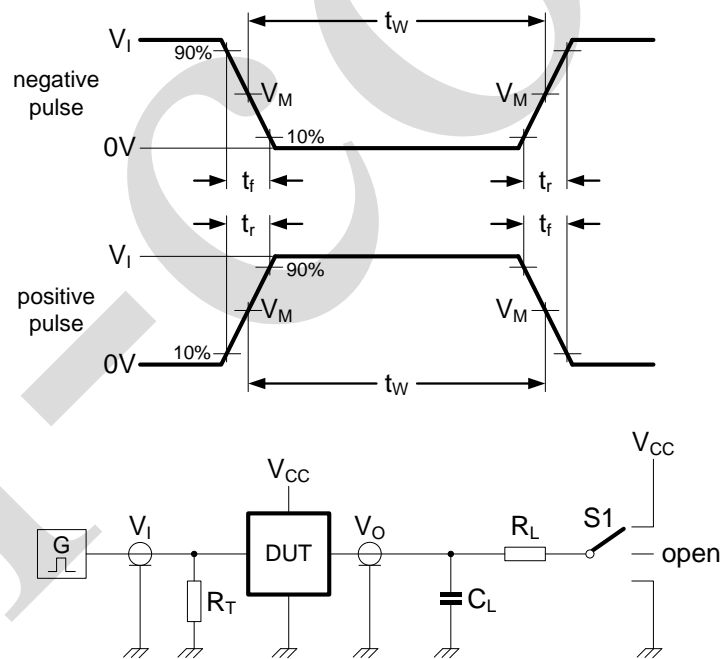 t_W
V_I
90%
negative
pulse
V_M
V_M
10%
0V
t_f
t_r
t_r
t_f
V_I
90%
positive
pulse
V_M
V_M
10%
0V
t_W
V_CC
V_CC
G
V_I
DUT
V_O
R_L
S1
open
R_T
C_L